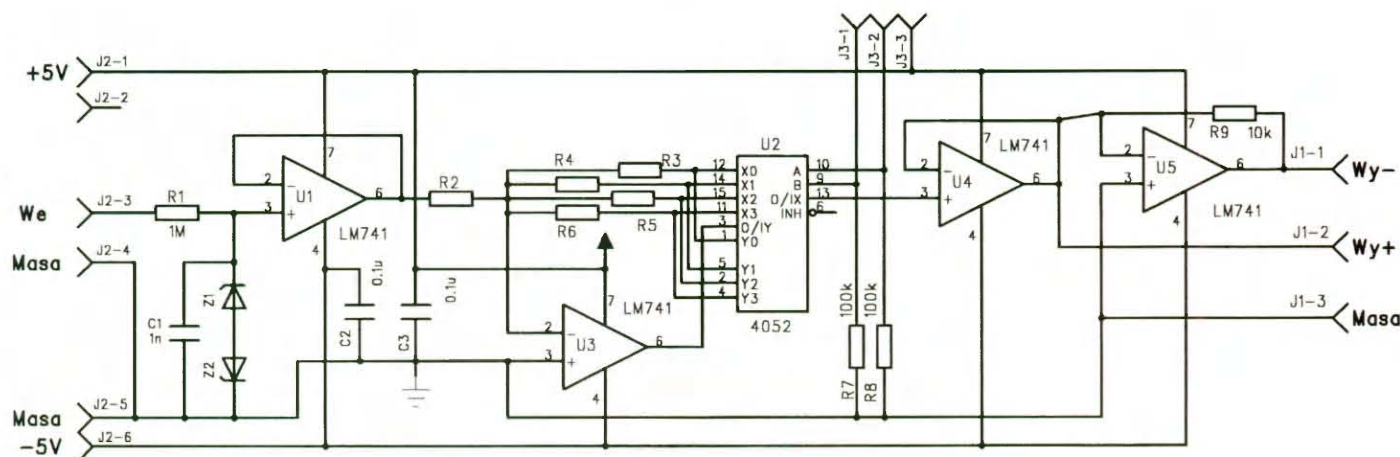 +5V
J2-1
J2-2
We
J2-3
R1
1M
Masa
J2-4
C1
1n
Z1
Z2
Masa
J2-5
-5V
J2-6
2
3
7
6
4
U1
LM741
0.1u
C2
0.1u
C3
R2
R4
R3
R5
R6
2
3
7
6
4
U3
LM741
U2
12
14
15
11
3
1
5
2
4
X0
X1
X2
X3
O/IY
Y0
Y1
Y2
Y3
A
B
O/IX
INH
10
9
13
6
4052
J3-1
J3-2
J3-3
100k
100k
R7
R8
2
3
7
6
4
U4
LM741
2
3
7
6
4
U5
LM741
R9
10k
J1-1
Wy-
J1-2
Wy+
J1-3
Masa